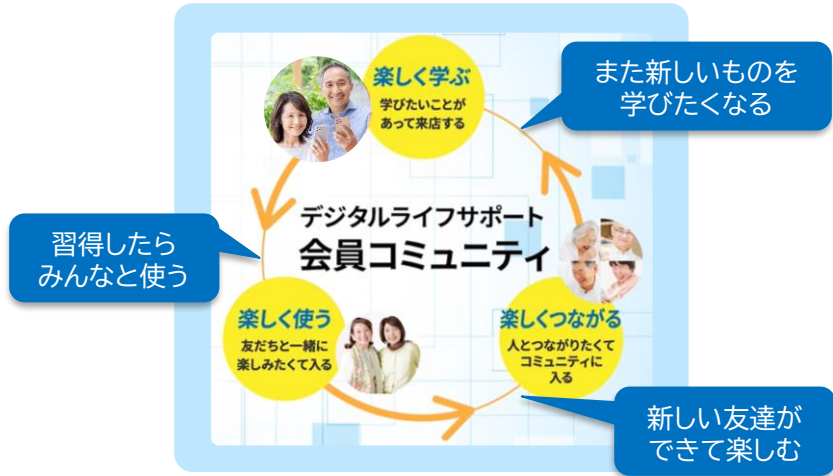 楽しく学ぶ
学びたいことが
あって来店する
また新しいものを
学びたくなる
デジタルライフサポート
会員コミュニティ
習得したら
みんなと使う
楽しく使う
友だちと一緒に
楽しみたくて入る
楽しくつながる
人とつながりたくて
コミュニティに
入る
新しい友達が
できて楽しむ